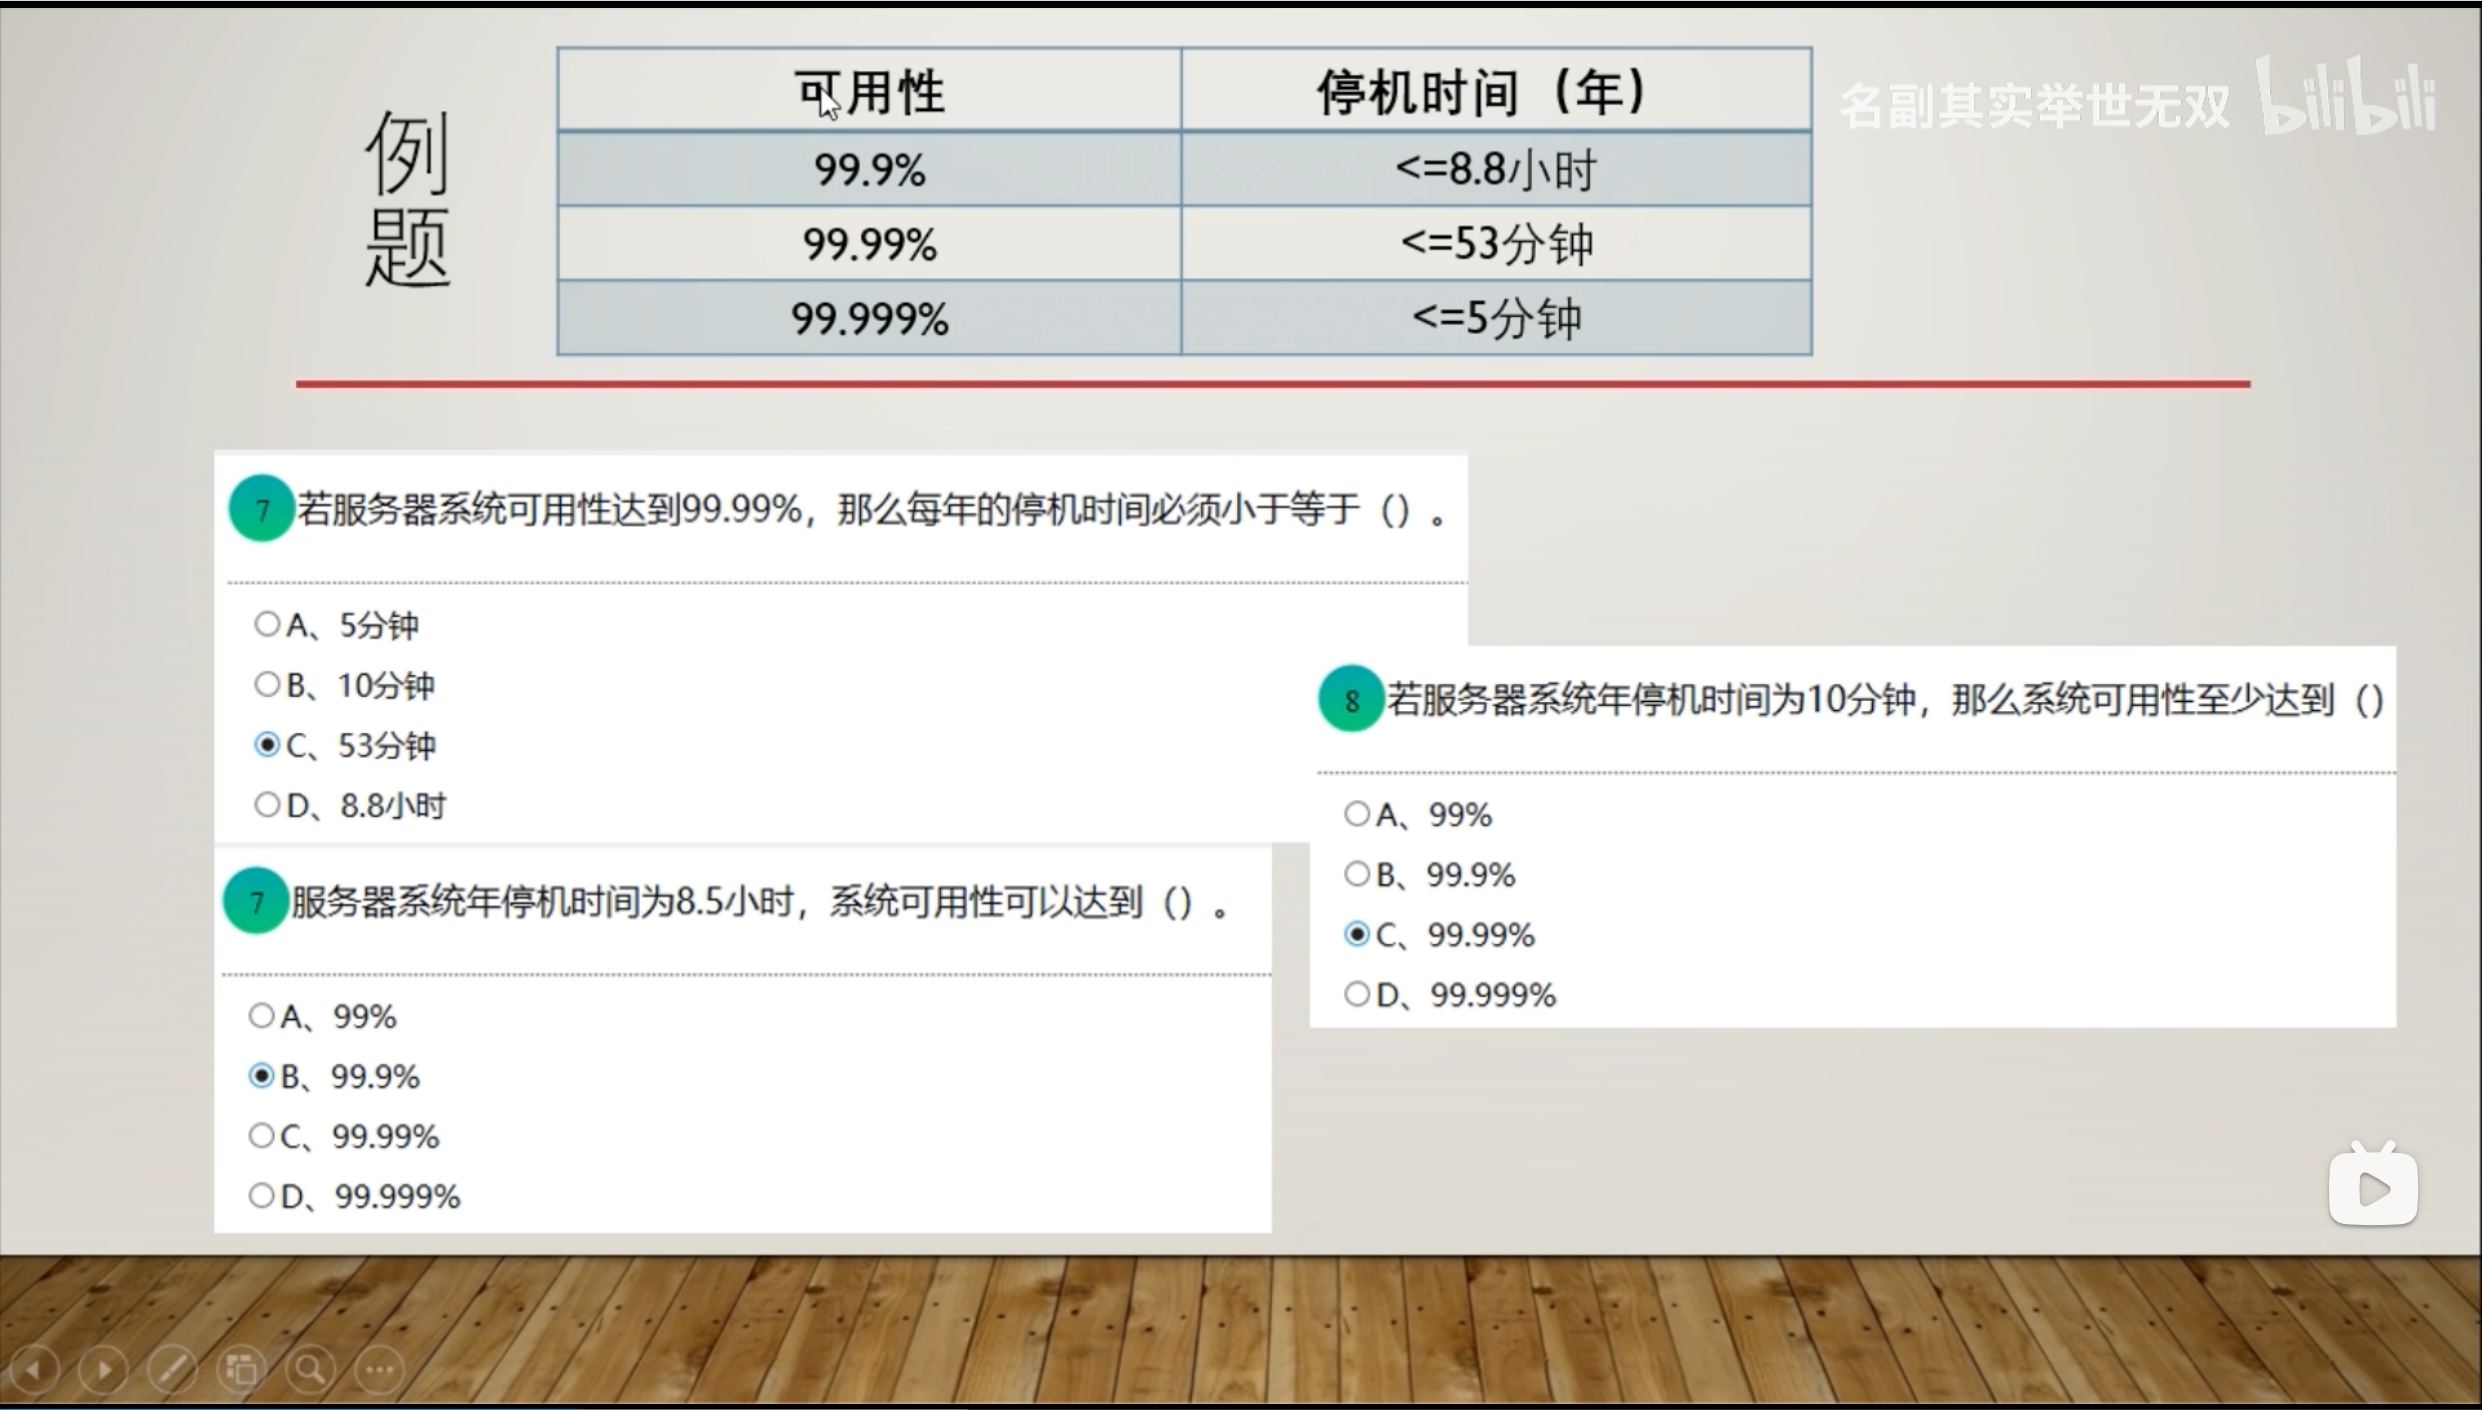 例题
可用性 停机时间（年）
99.9% <=8.8小时
99.99% <=53分钟
99.999% <=5分钟
名副其实举世无双 bilibili
7 若服务器系统可用性达到99.99%，那么每年的停机时间必须小于等于（）。
A、5分钟
B、10分钟
C、53分钟
D、8.8小时
8 若服务器系统年停机时间为10分钟，那么系统可用性至少达到（）
A、99%
B、99.9%
C、99.99%
D、99.999%
7 服务器系统年停机时间为8.5小时，系统可用性可以达到（）。
A、99%
B、99.9%
C、99.99%
D、99.999%